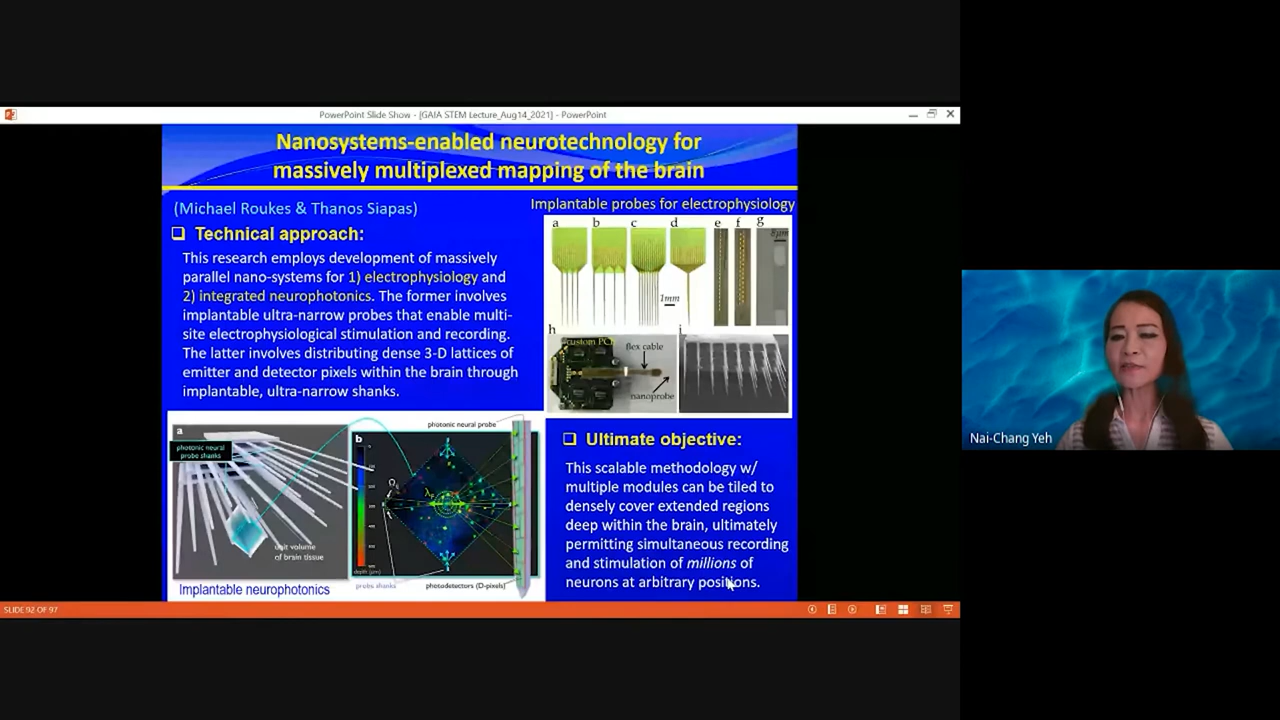 PowerPoint Slide Show - [GAIA STEM Lecture_Aug14_2021] - PowerPoint
Nanosystems-enabled neurotechnology for
massively multiplexed mapping of the brain
(Michael Roukes & Thanos Siapas)
Technical approach:
This research employs development of massively
parallel nano-systems for 1) electrophysiology and
2) integrated neurophotonics. The former involves
implantable ultra-narrow probes that enable multi-
site electrophysiological stimulation and recording.
The latter involves distributing dense 3-D lattices of
emitter and detector pixels within the brain through
implantable, ultra-narrow shanks.
Implantable probes for electrophysiology
a b c d e f g
8µm
1mm
h i
custom PCB
flex cable
nanoprobe
a
photonic neural
probe shanks
unit volume
of brain tissue
Implantable neurophotonics
photonic neural probe
b
λF
depth (µm)
probe shanks
photodetectors (D-pixels)
Ultimate objective:
This scalable methodology w/
multiple modules can be tiled to
densely cover extended regions
deep within the brain, ultimately
permitting simultaneous recording
and stimulation of millions of
neurons at arbitrary positions.
SLIDE 92 OF 97
Nai-Chang Yeh